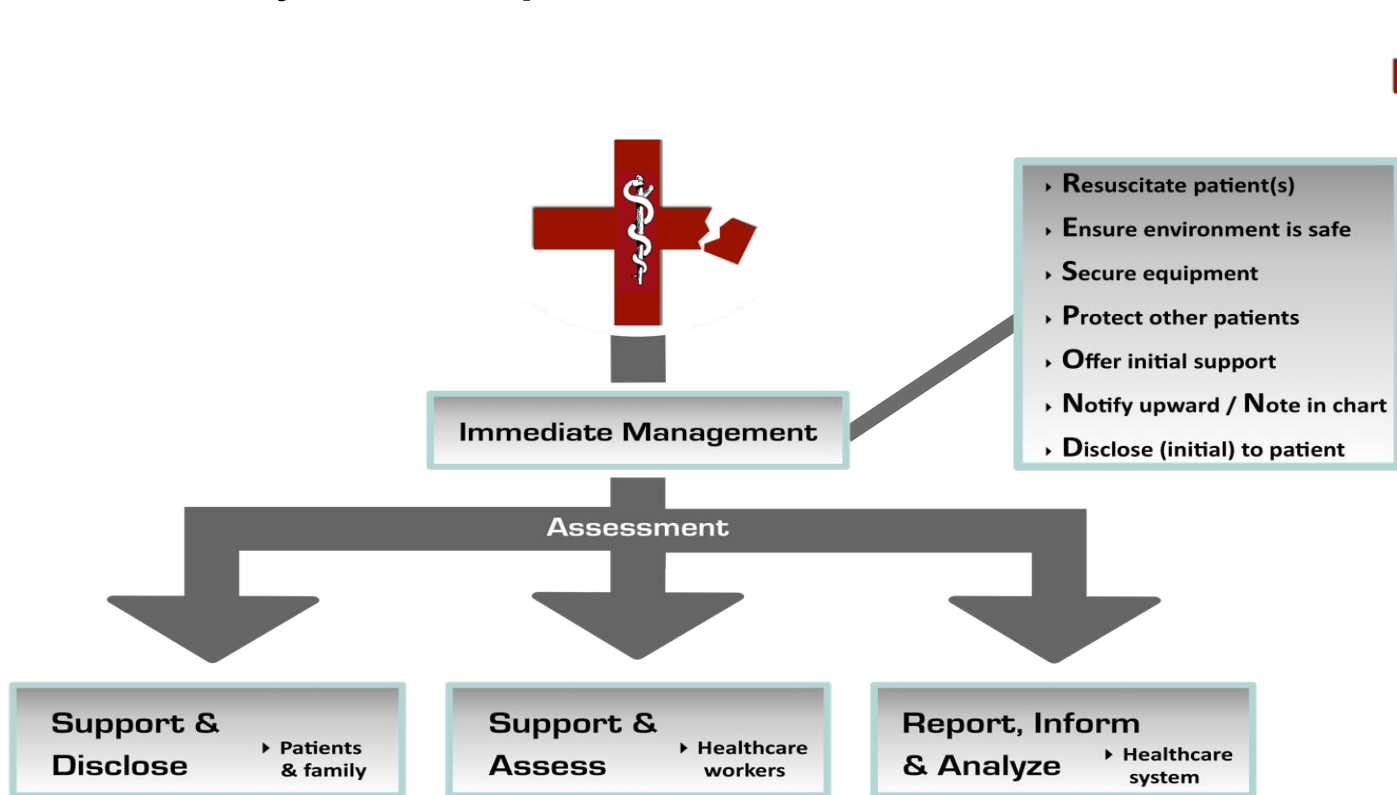 ▸ Resuscitate patient(s)
▸ Ensure environment is safe
▸ Secure equipment
▸ Protect other patients
▸ Offer initial support
▸ Notify upward / Note in chart
▸ Disclose (initial) to patient
Immediate Management
Assessment
Support &
Disclose
▸ Patients
& family
Support &
Assess
▸ Healthcare
workers
Report, Inform
& Analyze
▸ Healthcare
system